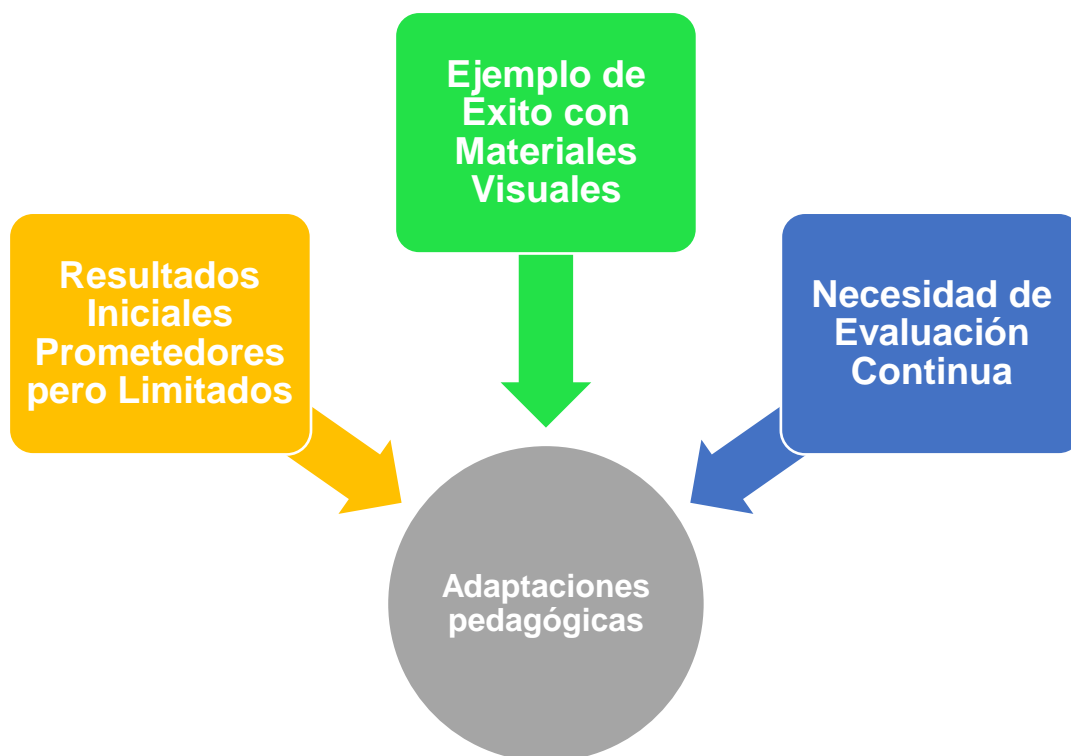 Ejemplo de
Éxito con
Materiales
Visuales
Resultados
Iniciales
Prometedores
pero Limitados
Necesidad de
Evaluación
Continua
Adaptaciones
pedagógicas